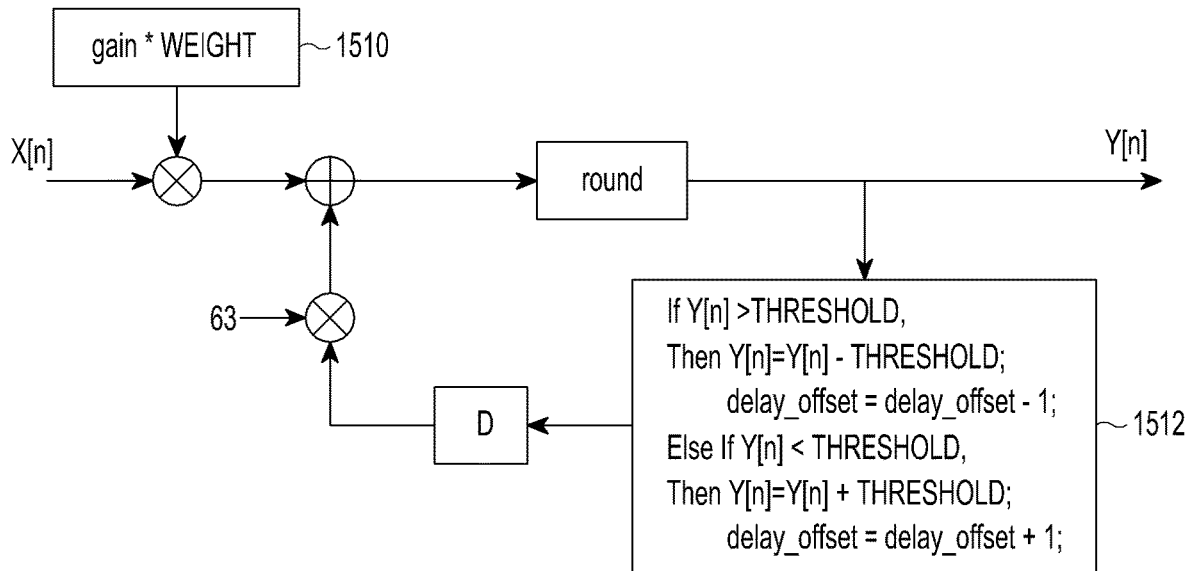 gain * WEIGHT
1510
X[n]
Y[n]
round
63
D
If Y[n] >THRESHOLD,
Then Y[n]=Y[n] - THRESHOLD;
delay_offset = delay_offset - 1;
Else If Y[n] < THRESHOLD,
Then Y[n]=Y[n] + THRESHOLD;
delay_offset = delay_offset + 1;
1512